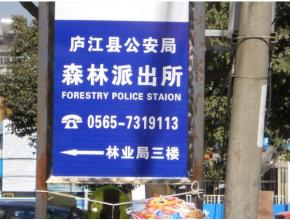 庐江县公安局
森林派出所
FORESTRY POLICE STAION
☎ 0565-7319113
← 林业局三楼